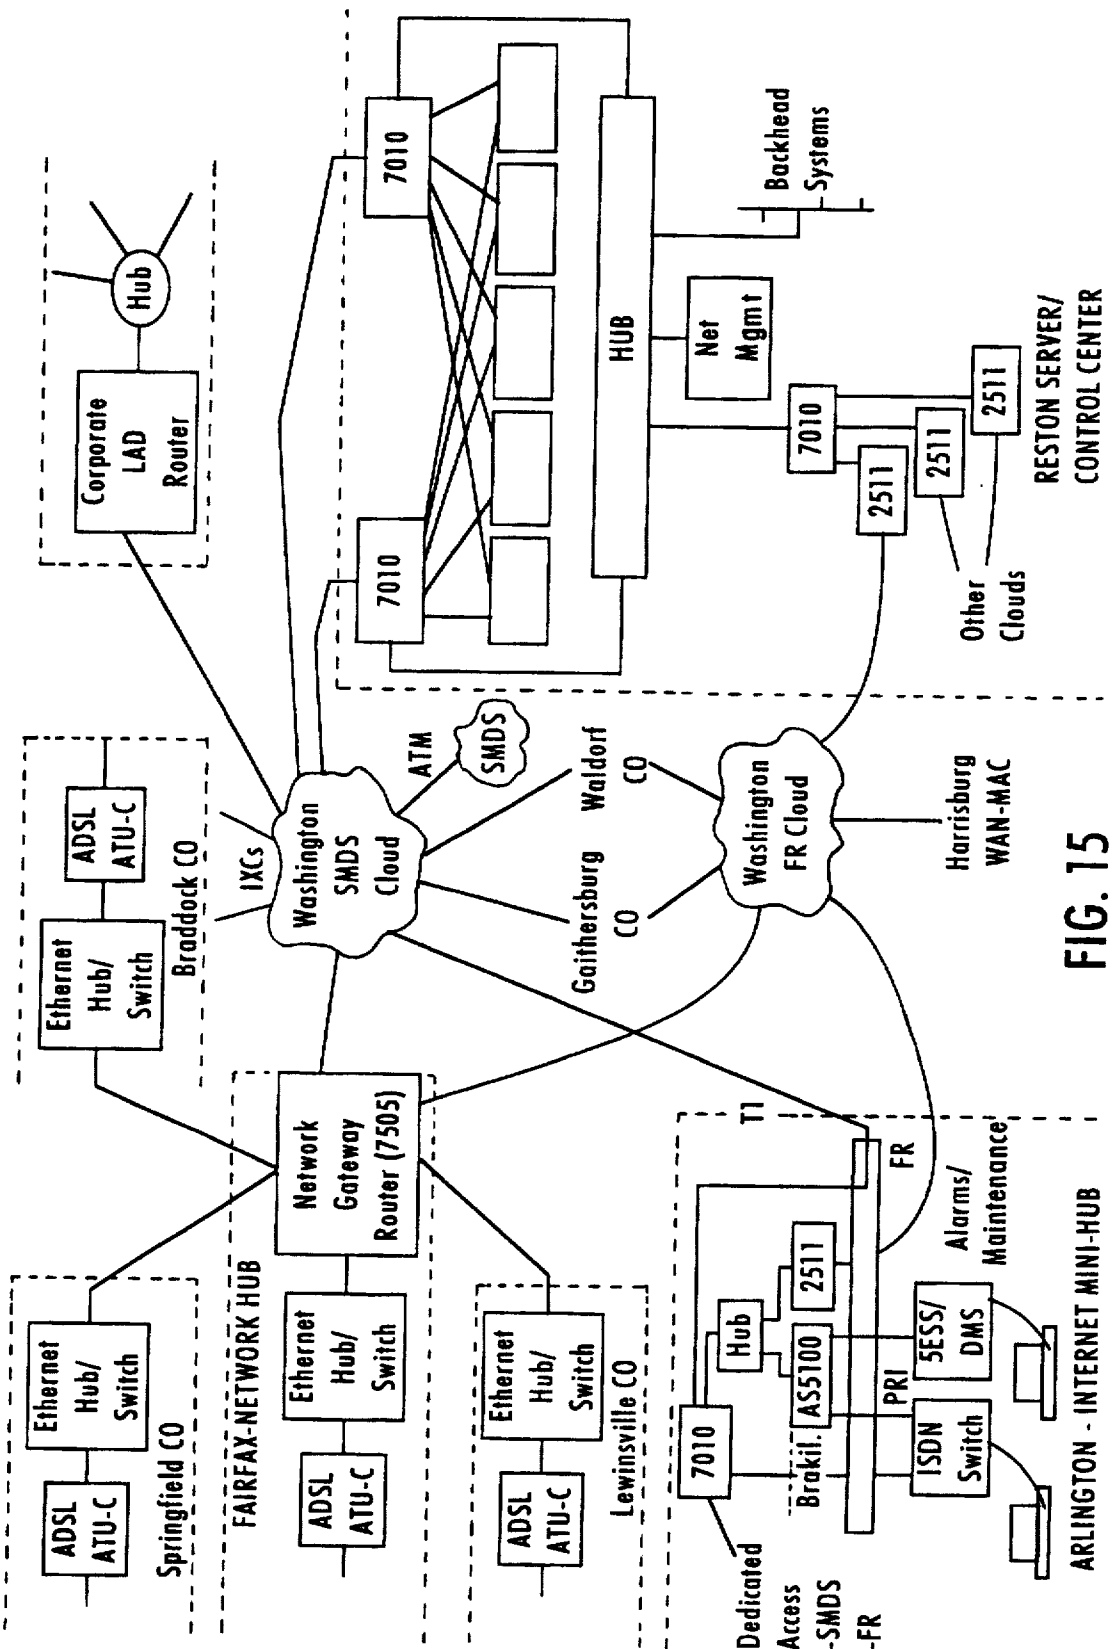 ADSL
ATU-C
Ethernet
Hub/
Switch
Springfield CO
Ethernet
Hub/
Switch
ADSL
ATU-C
Braddock CO
Corporate
LAD
Router
Hub
FAIRFAX-NETWORK HUB
ADSL
ATU-C
Ethernet
Hub/
Switch
Network
Gateway
Router (7505)
IXCs
Washington
SMDS
Cloud
ATM
SMDS
7010
7010
HUB
Net
Mgmt
Backhead
Systems
7010
2511
2511
2511
Other
Clouds
RESTON SERVER/
CONTROL CENTER
ADSL
ATU-C
Ethernet
Hub/
Switch
Lewinsville CO
Gaithersburg
CO
Waldorf
CO
Washington
FR Cloud
Harrisburg
WAN-MAC
Dedicated
Access
-SMDS
-FR
7010
Hub
Brakil.
AS5100
2511
T1
FR
PRI
ISDN
Switch
5ESS/
DMS
Alarms/
Maintenance
ARLINGTON - INTERNET MINI-HUB
FIG. 15